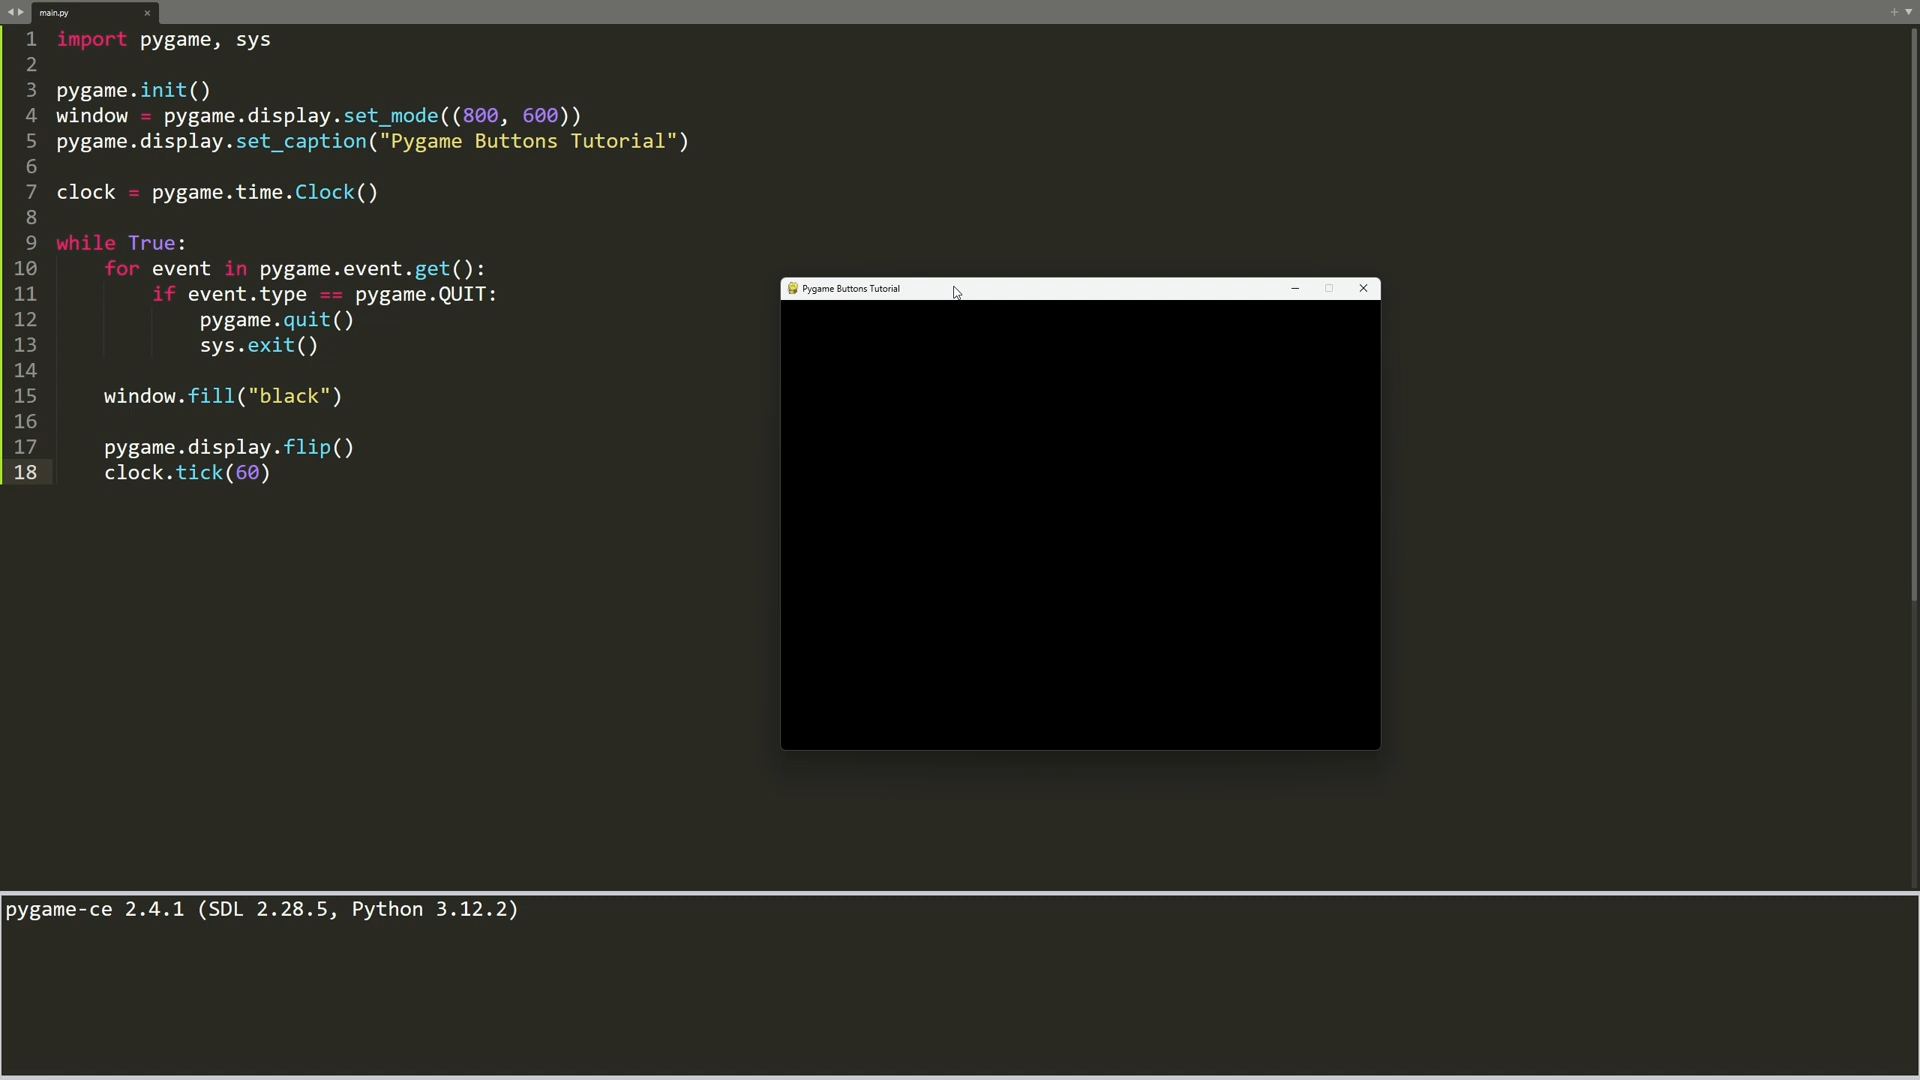 main.py
1 import pygame, sys
2
3 pygame.init()
4 window = pygame.display.set_mode((800, 600))
5 pygame.display.set_caption("Pygame Buttons Tutorial")
6
7 clock = pygame.time.Clock()
8
9 while True:
10     for event in pygame.event.get():
11         if event.type == pygame.QUIT:
12             pygame.quit()
13             sys.exit()
14
15     window.fill("black")
16
17     pygame.display.flip()
18     clock.tick(60)
Pygame Buttons Tutorial
pygame-ce 2.4.1 (SDL 2.28.5, Python 3.12.2)